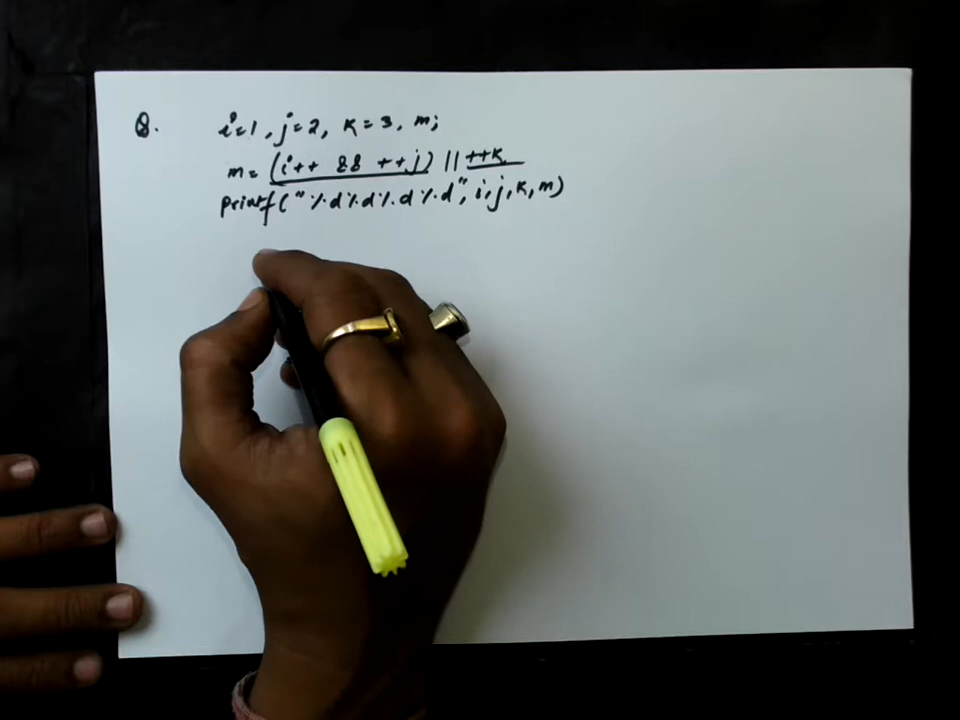 Q. i=1, j=2, k=3, m;
m= (i++ && ++j) || ++k,
printf("%d%d%d%d", i,j,k,m)